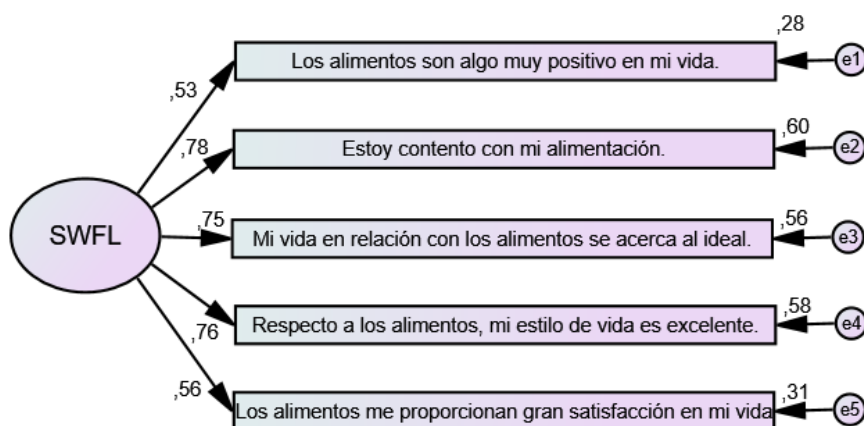 ,28
,53
Los alimentos son algo muy positivo en mi vida.
e1
,60
,78
Estoy contento con mi alimentación.
e2
SWFL
,75
,56
Mi vida en relación con los alimentos se acerca al ideal.
e3
,58
,76
Respecto a los alimentos, mi estilo de vida es excelente.
e4
,31
,56
Los alimentos me proporcionan gran satisfacción en mi vida
e5